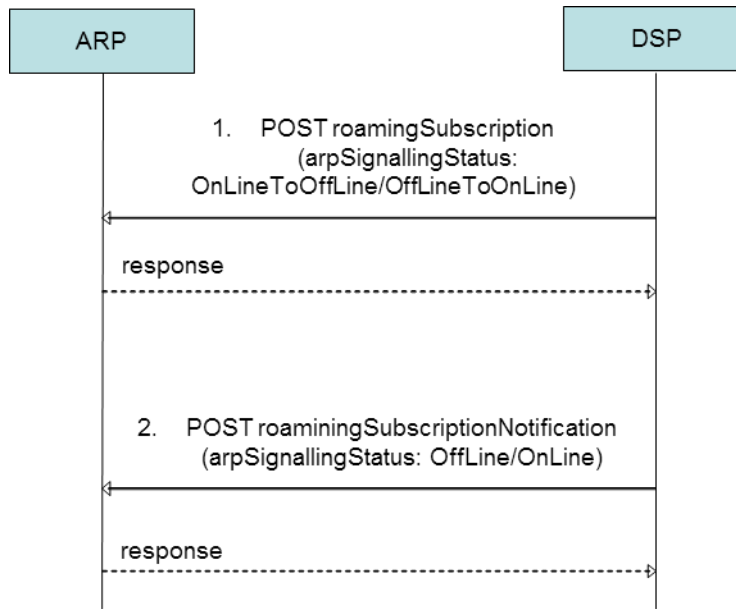 ARP
DSP
1. POST roamingSubscription
(arpSignallingStatus:
OnLineToOffLine/OffLineToOnLine)
response
2. POST roaminingSubscriptionNotification
(arpSignallingStatus: OffLine/OnLine)
response